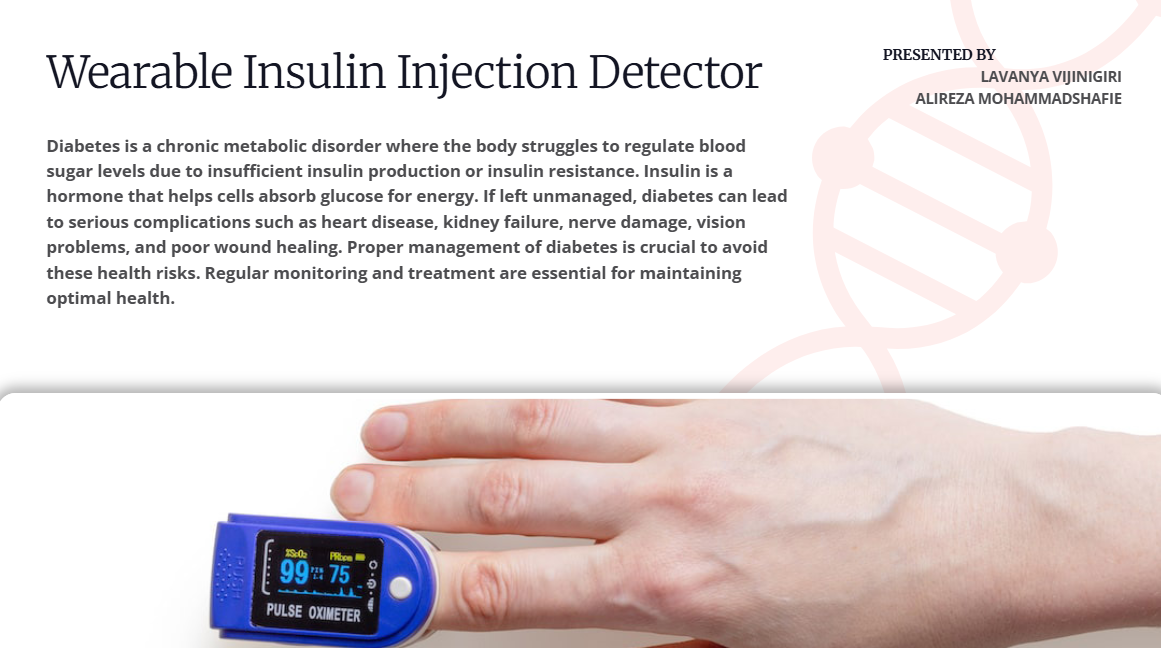 Wearable Insulin Injection Detector
PRESENTED BY
LAVANYA VIJINIGIRI
ALIREZA MOHAMMADSHAFIE
Diabetes is a chronic metabolic disorder where the body struggles to regulate blood
sugar levels due to insufficient insulin production or insulin resistance. Insulin is a
hormone that helps cells absorb glucose for energy. If left unmanaged, diabetes can lead
to serious complications such as heart disease, kidney failure, nerve damage, vision
problems, and poor wound healing. Proper management of diabetes is crucial to avoid
these health risks. Regular monitoring and treatment are essential for maintaining
optimal health.
%SpO2 PRbpm
99 75
PULSE OXIMETER
PUSH